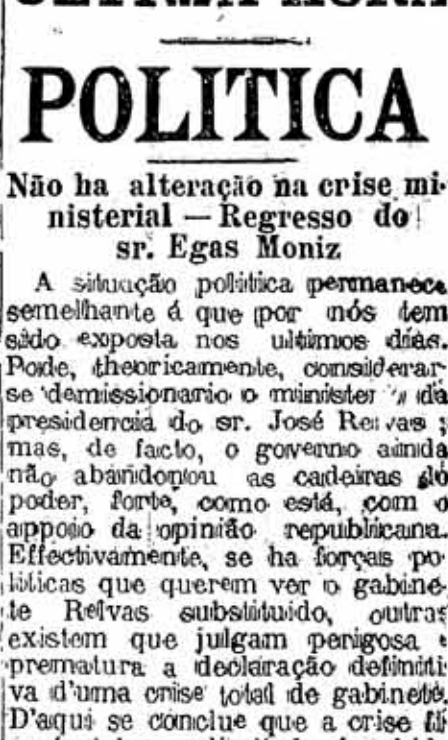 POLITICA
Não ha alteração na crise mi-
nisterial — Regresso do
sr. Egas Moniz
A situação politica permanece
semelhante á que por nós tem
sido exposta nos ultimos dias.
Póde, theoricamente, considerar-
se demissionario o minister da
presidencia do sr. José Relvas;
mas, de facto, o governo ainda
não abandonou as cadeiras do
poder, forte, como está, com o
appoio da opinião republicana.
Effectivamente, se ha forças po-
liticas que querem ver o gabine-
te Relvas substituido, outras
existem que julgam perigosa
prematura a declaração definiti
va d'uma crise total de gabinete.
D'aqui se conclue que a crise